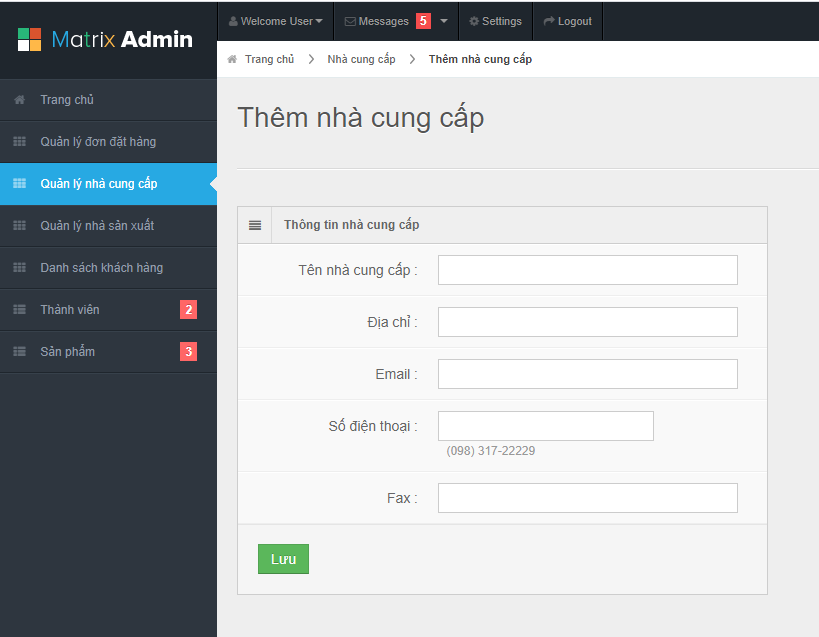 Matrix Admin
Welcome User
Messages 5
Settings
Logout
Trang chủ
Nhà cung cấp
Thêm nhà cung cấp
Trang chủ
Quản lý đơn đặt hàng
Quản lý nhà cung cấp
Quản lý nhà sản xuất
Danh sách khách hàng
Thành viên 2
Sản phẩm 3
Thêm nhà cung cấp
Thông tin nhà cung cấp
Tên nhà cung cấp :
Địa chỉ :
Email :
Số điện thoại :
(098) 317-22229
Fax :
Lưu